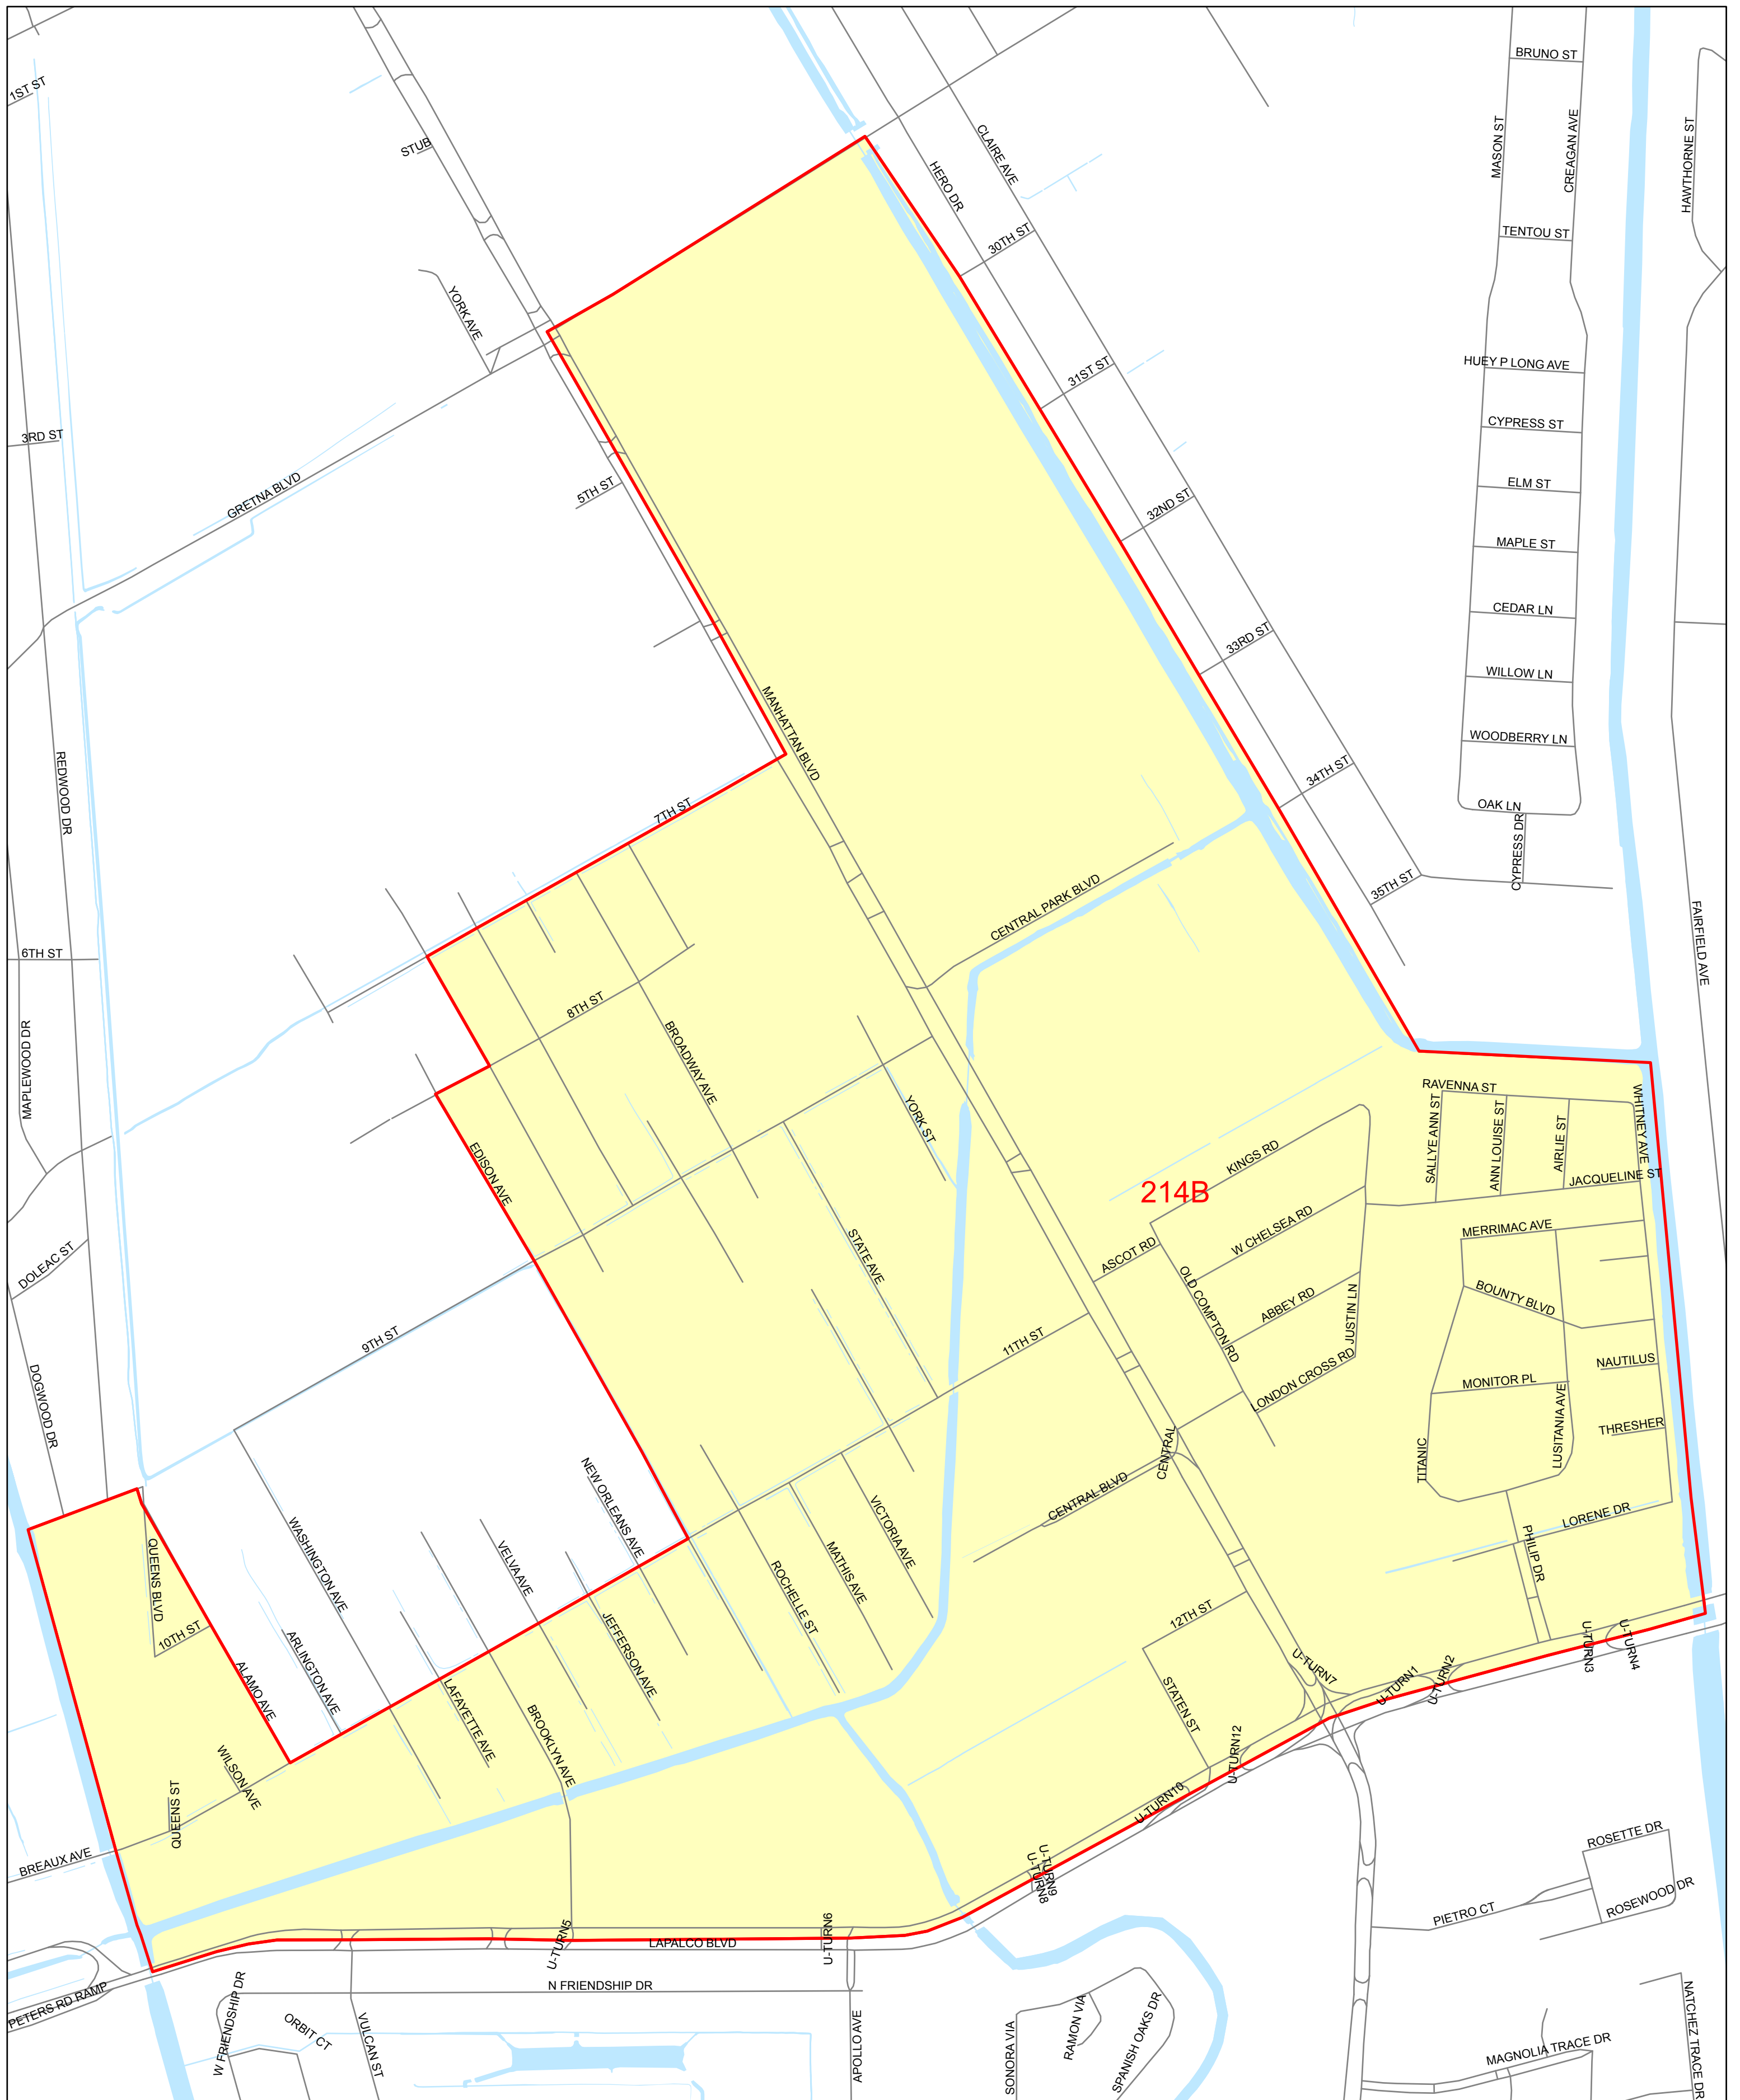 BRUNO ST
1ST ST
MASON ST
CREAGAN AVE
HAWTHORNE ST
STUB
CLAIRE AVE
HERO DR
TENTOU ST
30TH ST
YORK AVE
HUEY P LONG AVE
31ST ST
CYPRESS ST
3RD ST
GRETNA BLVD
5TH ST
ELM ST
32ND ST
MAPLE ST
CEDAR LN
33RD ST
WILLOW LN
MANHATTAN BLVD
WOODBERRY LN
REDWOOD DR
34TH ST
7TH ST
OAK LN
CYPRESS DR
35TH ST
CENTRAL PARK BLVD
FAIRFIELD AVE
6TH ST
8TH ST
MAPLEWOOD DR
BROADWAY AVE
YORK ST
RAVENNA ST
WHITNEY AVE
SALLYE ANN ST
ANN LOUISE ST
AIRLIE ST
EDISON AVE
KINGS RD
JACQUELINE ST
214B
W CHELSEA RD
MERRIMAC AVE
DOLEAC ST
STATE AVE
ASCOT RD
OLD COMPTON RD
ABBEY RD
BOUNTY BLVD
JUSTIN LN
9TH ST
11TH ST
LONDON CROSS RD
NAUTILUS
MONITOR PL
DOGWOOD DR
LUSITANIA AVE
THRESHER
TITANIC
CENTRAL
NEW ORLEANS AVE
CENTRAL BLVD
VICTORIA AVE
LORENE DR
WASHINGTON AVE
QUEENS BLVD
VELVA AVE
MATHIS AVE
ROCHELLE ST
PHILIP DR
10TH ST
ARLINGTON AVE
JEFFERSON AVE
12TH ST
ALAMO AVE
LAFAYETTE AVE
BROOKLYN AVE
STATEN ST
U-TURN7
U-TURN1
U-TURN2
U-TURN3
U-TURN4
WILSON AVE
QUEENS ST
U-TURN12
U-TURN10
BREAUX AVE
U-TURN9
U-TURN8
ROSETTE DR
ROSEWOOD DR
PIETRO CT
U-TURN5
U-TURN6
LAPALCO BLVD
N FRIENDSHIP DR
PETERS RD RAMP
W FRIENDSHIP DR
ORBIT CT
VULCAN ST
APOLLO AVE
SONORA VIA
RAMON VIA
SPANISH OAKS DR
MAGNOLIA TRACE DR
NATCHEZ TRACE DR